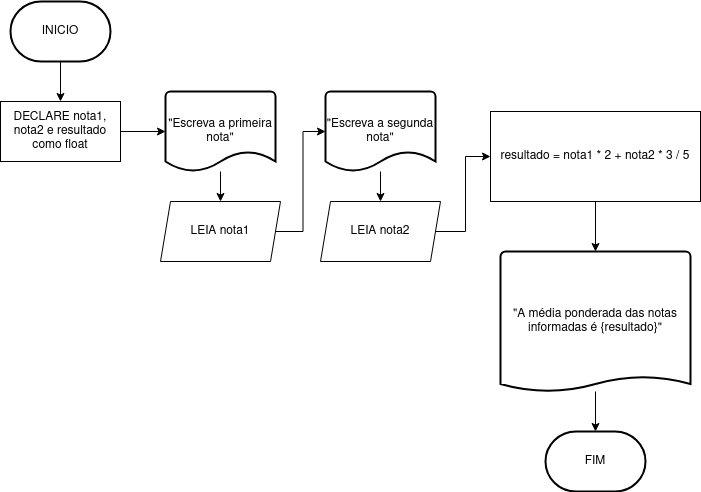 INICIO
DECLARE nota1,
nota2 e resultado
como float
"Escreva a primeira
nota"
LEIA nota1
"Escreva a segunda
nota"
LEIA nota2
resultado = nota1 * 2 + nota2 * 3 / 5
"A média ponderada das notas
informadas é {resultado}"
FIM